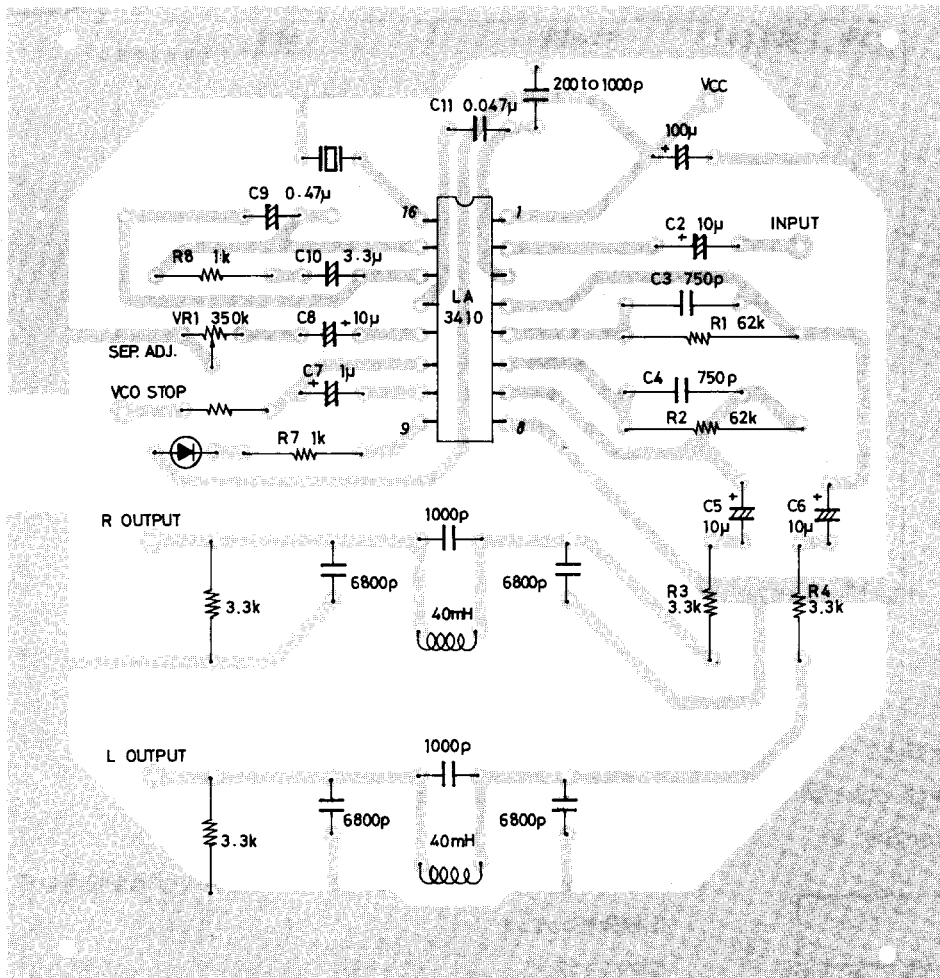 200 to 1000p
VCC
C11 0.047μ
100μ
+
C9 0.47μ
16
1
C2 10μ
+
INPUT
R8 1k
C10 3.3μ
C3 750p
LA
3410
VR1 350k
C8
+10μ
R1 62k
SEP. ADJ.
C7 1μ
+
C4 750p
VCO STOP
R2 62k
9
8
R7 1k
R OUTPUT
1000p
C5
+
10μ
C6
+
10μ
6800p
6800p
3.3k
R3
3.3k
R4
3.3k
40mH
L OUTPUT
1000p
6800p
6800p
3.3k
40mH